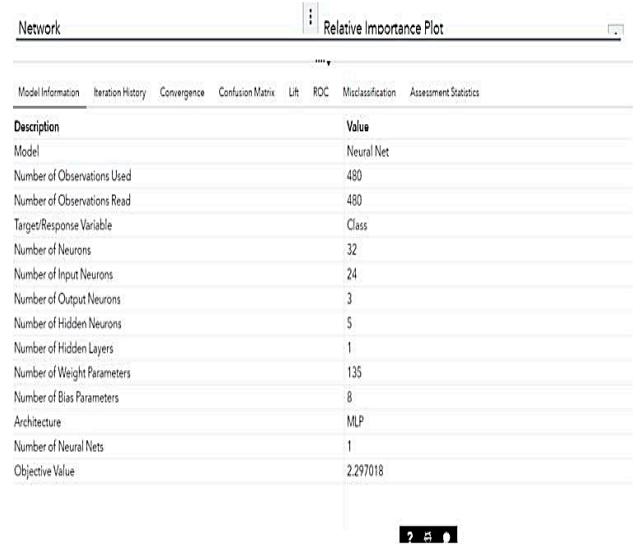 Network Relative Importance Plot
Model Information Iteration History Convergence Confusion Matrix Lift ROC Misclassification Assessment Statistics
Description Value
Model Neural Net
Number of Observations Used 480
Number of Observations Read 480
Target/Response Variable Class
Number of Neurons 32
Number of Input Neurons 24
Number of Output Neurons 3
Number of Hidden Neurons 5
Number of Hidden Layers 1
Number of Weight Parameters 135
Number of Bias Parameters 8
Architecture MLP
Number of Neural Nets 1
Objective Value 2.297018
?